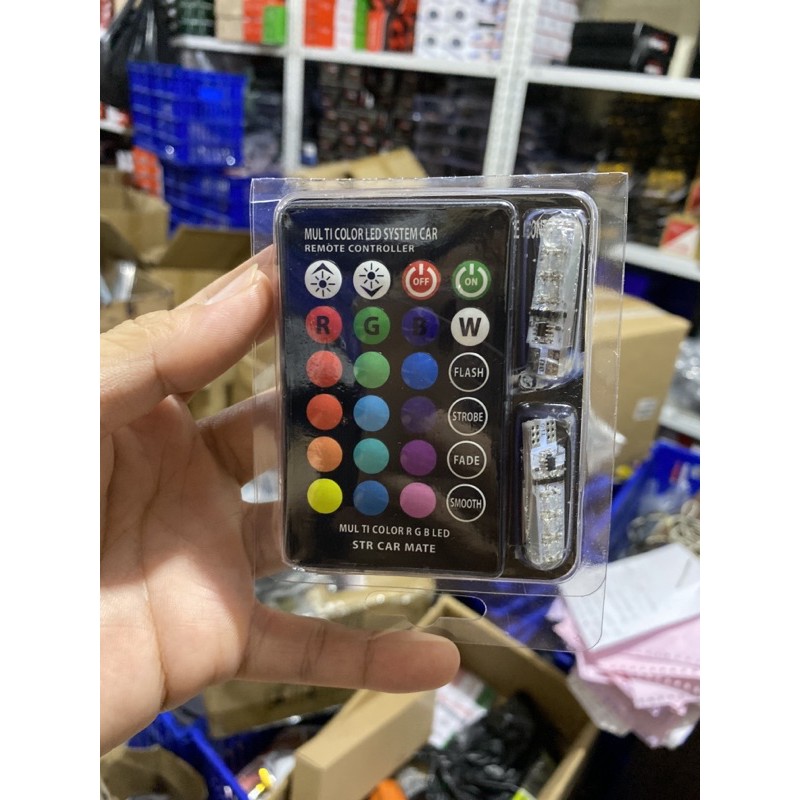 MUL TI COLOR LED SYSTEM CAR
REMOTE CONTROLLER
OFF
ON
R G B W
FLASH
STROBE
FADE
SMOOTH
MUL TI COLOR R G B LED
STR CAR MATE